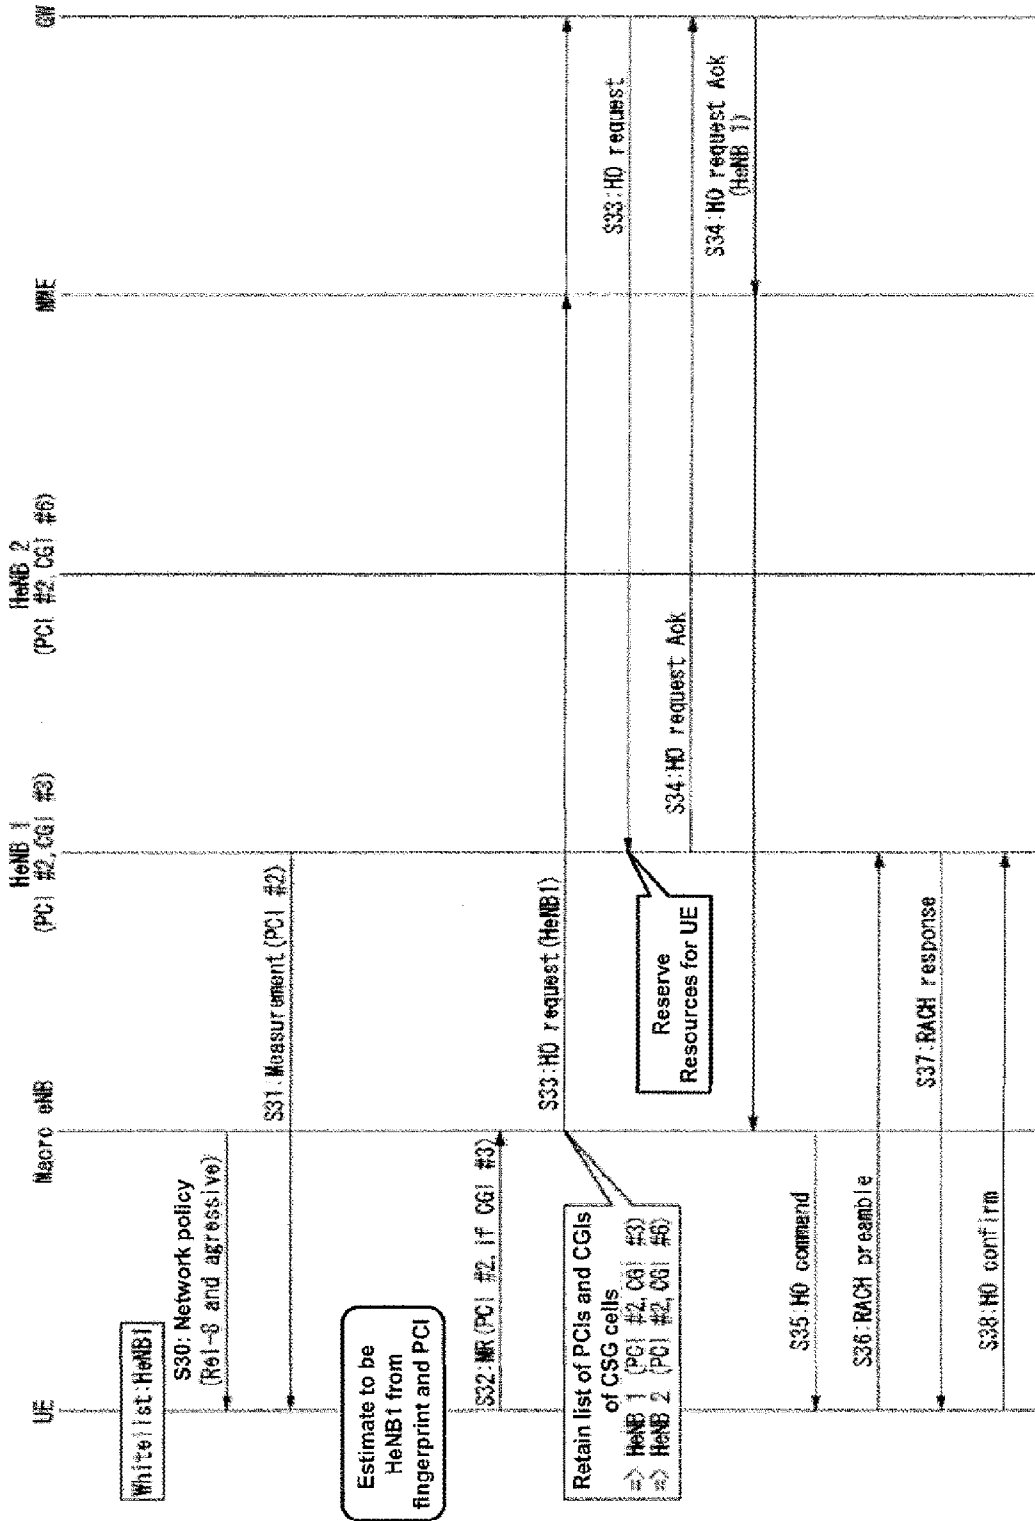 UE
Macro eNB
HeNB 1
(PCI #2, CGI #3)
HeNB 2
(PCI #2, CGI #6)
MME
GW
Whitelist:HeNB1
S30: Network policy
(Rel-8 and agressive)
S31:Measurement(PCI #2)
Estimate to be
HeNB1 from
fingerprint and PCI
S32:MR(PCI #2, if CGI #3)
Retain list of PCIs and CGIs
of CSG cells
=> HeNB 1 (PCI #2, CGI #3)
=> HeNB 2 (PCI #2, CGI #6)
S33:HO request(HeNB1)
S33:HO request
Reserve
Resources for UE
S34:HO request Ack
S34:HO request Ack
(HeNB 1)
S35:HO command
S36:RACH preamble
S37:RACH response
S38:HO confirm